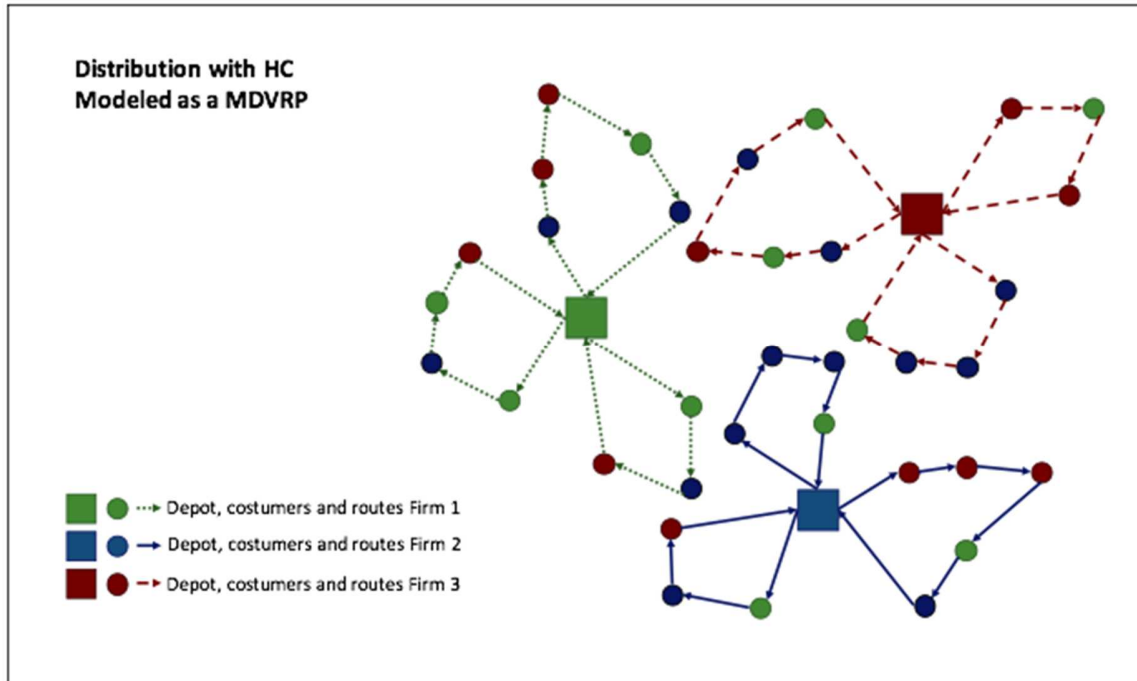 Distribution with HC
Modeled as a MDVRP
Depot, costumers and routes Firm 1
Depot, costumers and routes Firm 2
Depot, costumers and routes Firm 3